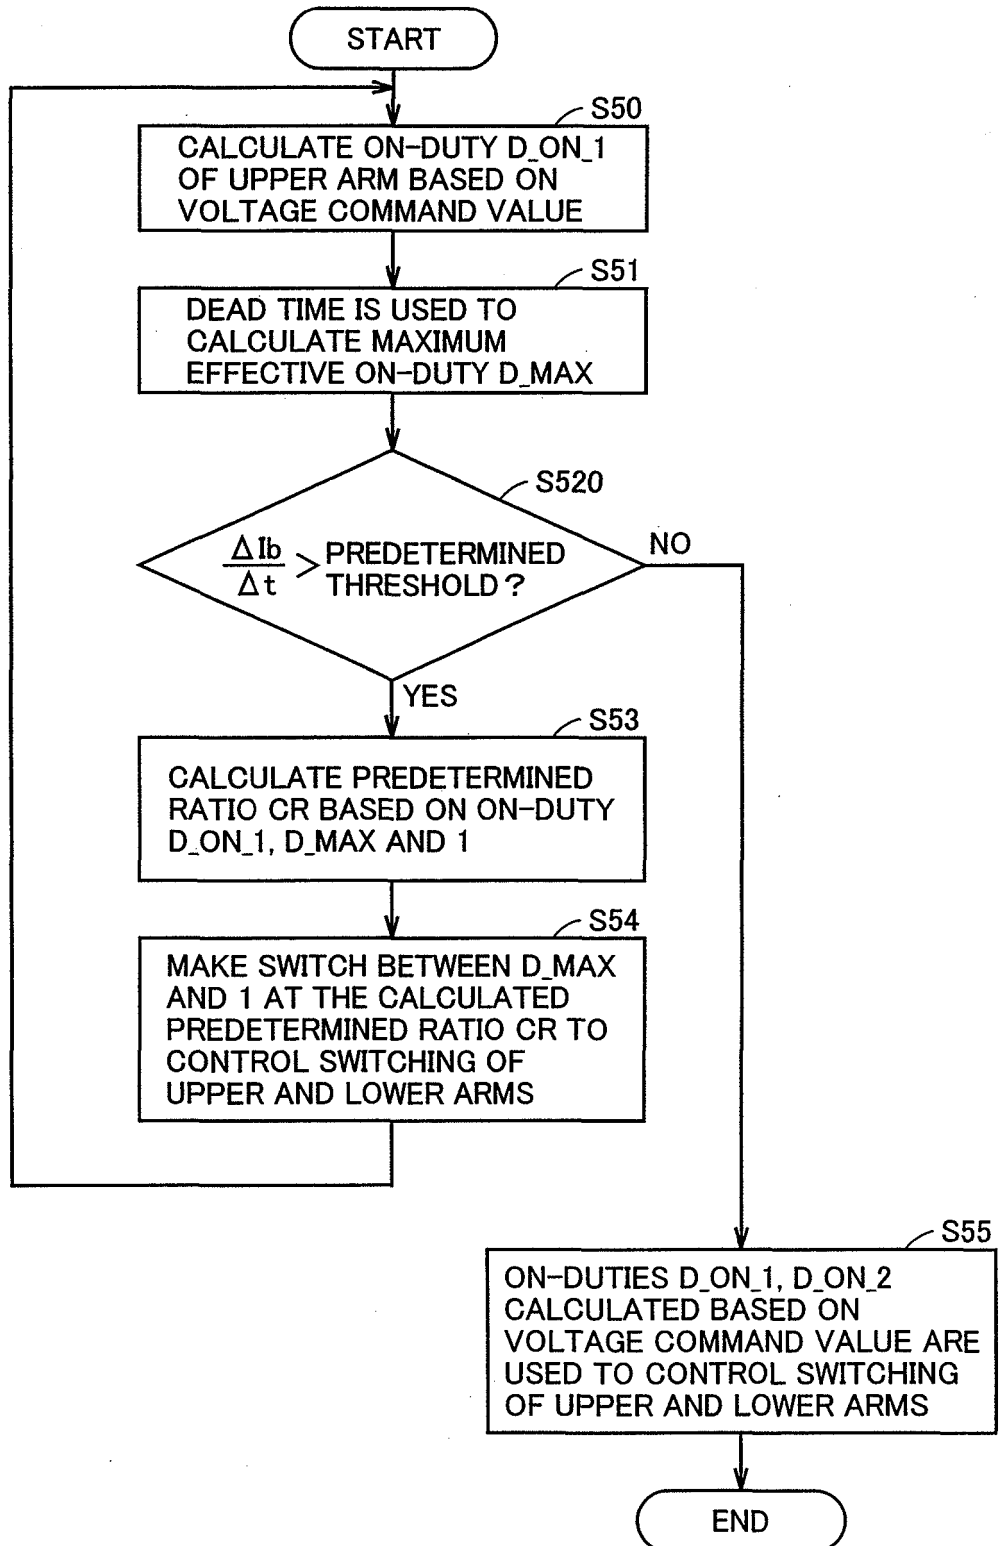 START
S50
CALCULATE ON-DUTY D_ON_1
OF UPPER ARM BASED ON
VOLTAGE COMMAND VALUE
S51
DEAD TIME IS USED TO
CALCULATE MAXIMUM
EFFECTIVE ON-DUTY D_MAX
S520
ΔIb
Δt
> PREDETERMINED
THRESHOLD?
NO
YES
S53
CALCULATE PREDETERMINED
RATIO CR BASED ON ON-DUTY
D_ON_1, D_MAX AND 1
S54
MAKE SWITCH BETWEEN D_MAX
AND 1 AT THE CALCULATED
PREDETERMINED RATIO CR TO
CONTROL SWITCHING OF
UPPER AND LOWER ARMS
S55
ON-DUTIES D_ON_1, D_ON_2
CALCULATED BASED ON
VOLTAGE COMMAND VALUE ARE
USED TO CONTROL SWITCHING
OF UPPER AND LOWER ARMS
END